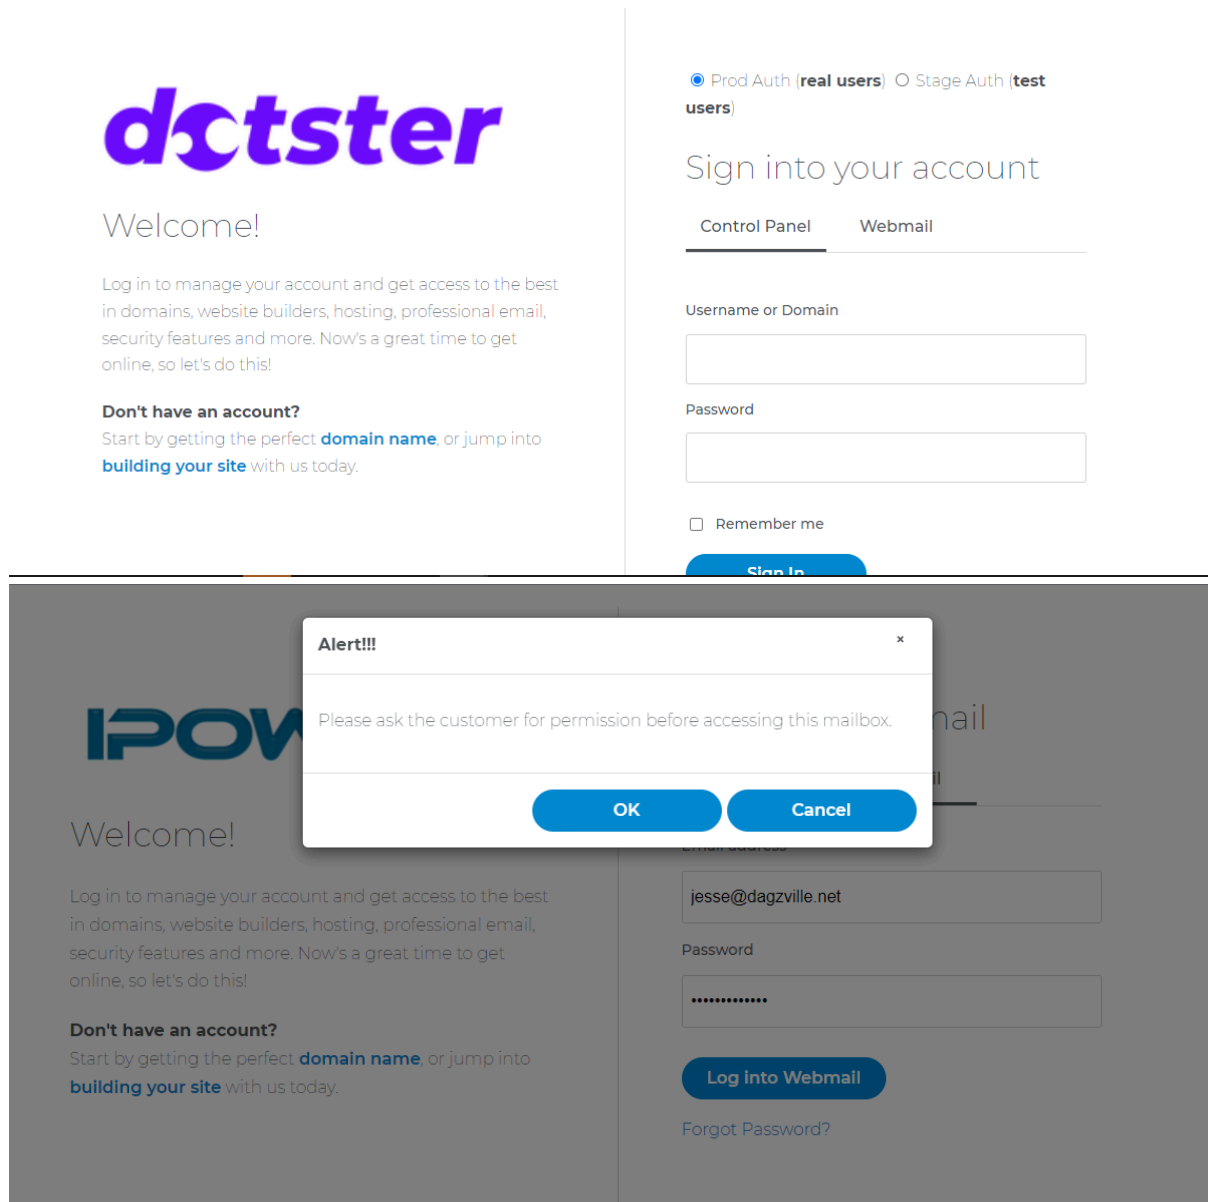 dotster
Welcome!
Log in to manage your account and get access to the best
in domains, website builders, hosting, professional email,
security features and more. Now's a great time to get
online, so let's do this!
Don't have an account?
Start by getting the perfect domain name, or jump into
building your site with us today.
Prod Auth (real users) Stage Auth (test
users)
Sign into your account
Control Panel Webmail
Username or Domain
Password
Remember me
Sign In
Alert!!!
×
Please ask the customer for permission before accessing this mailbox.
OK Cancel
Welcome!
Log in to manage your account and get access to the best
in domains, website builders, hosting, professional email,
security features and more. Now's a great time to get
online, so let's do this!
Don't have an account?
Start by getting the perfect domain name, or jump into
building your site with us today.
Email address
jesse@dagzville.net
Password
•••••••••••••
Log into Webmail
Forgot Password?